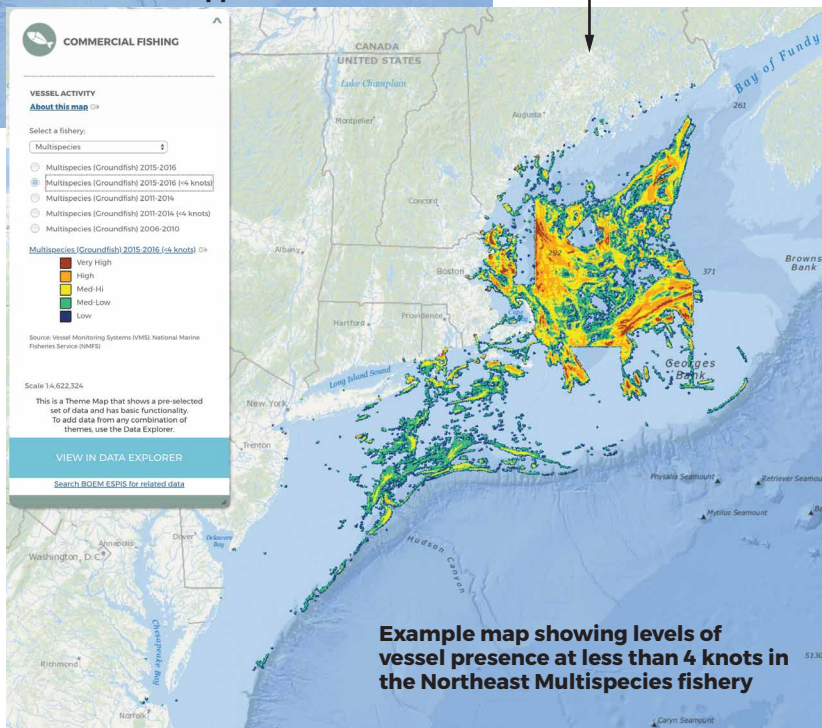 COMMERCIAL FISHING
VESSEL ACTIVITY
About this map
Select a fishery:
Multispecies
Multispecies (Groundfish) 2015-2016
Multispecies (Groundfish) 2015-2016 (<4 knots)
Multispecies (Groundfish) 2011-2014
Multispecies (Groundfish) 2011-2014 (<4 knots)
Multispecies (Groundfish) 2006-2010
Multispecies (Groundfish) 2015-2016 (<4 knots)
Very High
High
Med-Hi
Med-Low
Low
Source: Vessel Monitoring Systems (VMS), National Marine
Fisheries Service (NMFS)
Scale 1:4,622,324
This is a Theme Map that shows a pre-selected
set of data and has basic functionality.
To add data from any combination of
themes, use the Data Explorer.
VIEW IN DATA EXPLORER
Search BOEM ESPIS for related data
CANADA
UNITED STATES
Lake Champlain
Montpelier
Augusta
Bay of Fundy
261
Concord
Albany
Boston
292
371
Browns
Bank
Hartford
Providence
Cape
Georges
Bank
Long Island Sound
New York
Trenton
Physalia Seamount
Retriever Seamou
Mytilus Seamount
Dover
Delaware
Bay
Annapolis
Washington, D.C.
Hudson
Canyon
Chesapeake Bay
Richmond
Norfolk
5130
Caryn Seamount
Example map showing levels of
vessel presence at less than 4 knots in
the Northeast Multispecies fishery